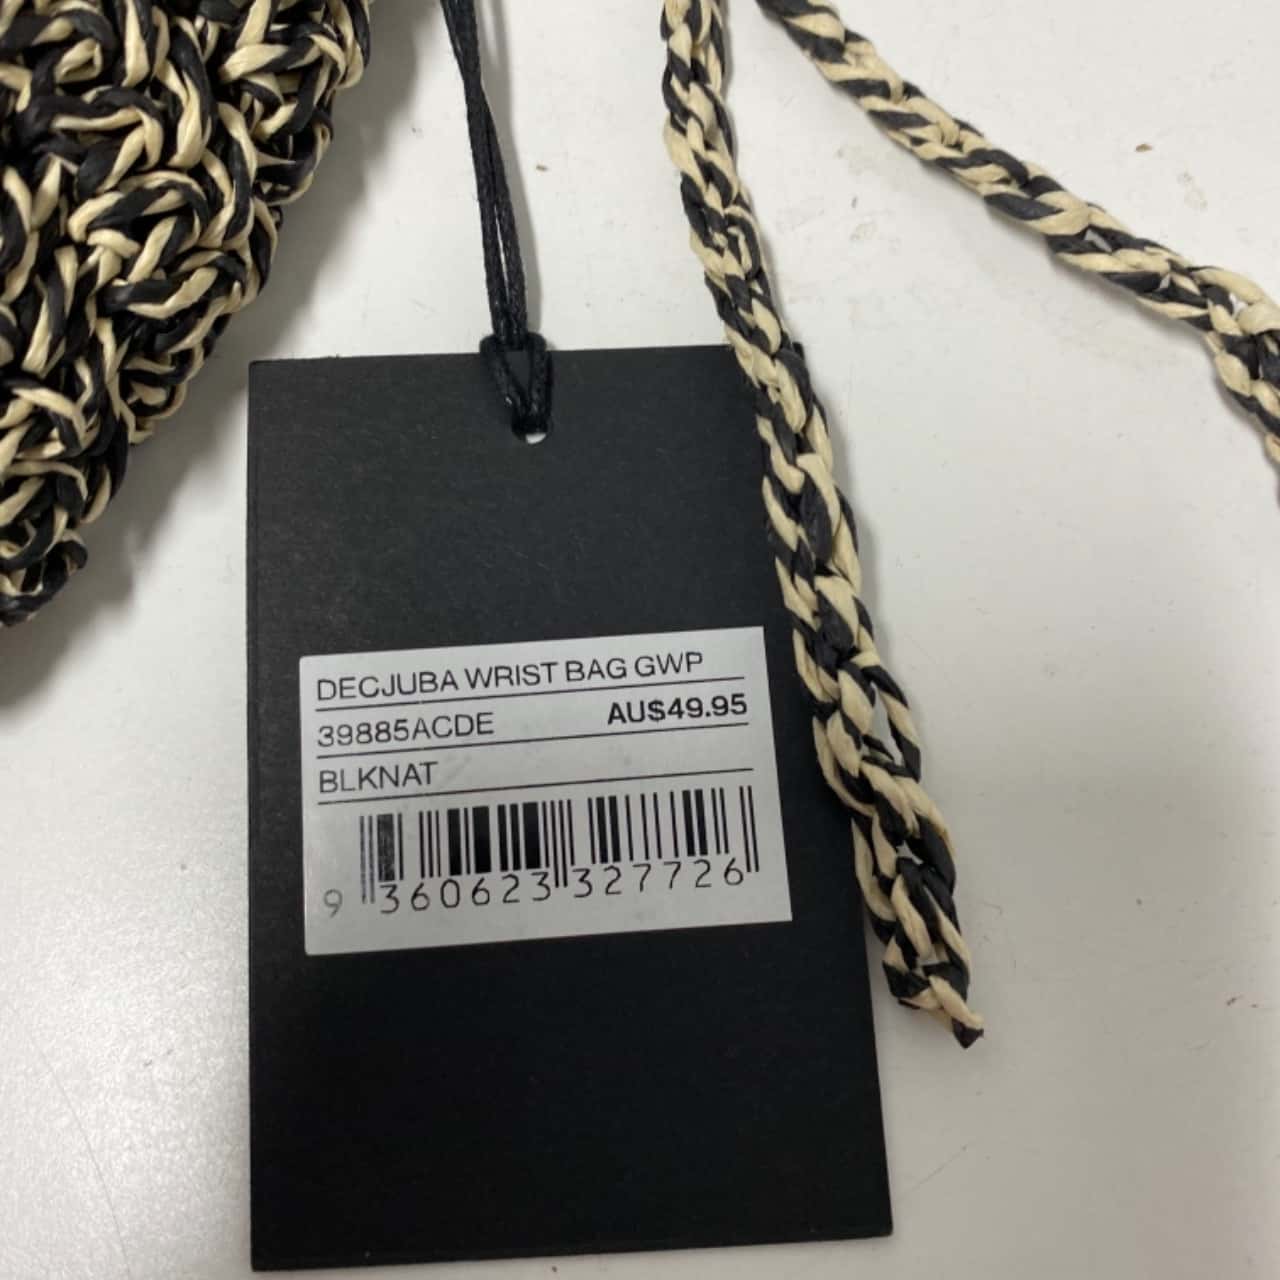 DECJUBA WRIST BAG GWP
39885ACDE AU$49.95
BLKNAT
9 360623 327726